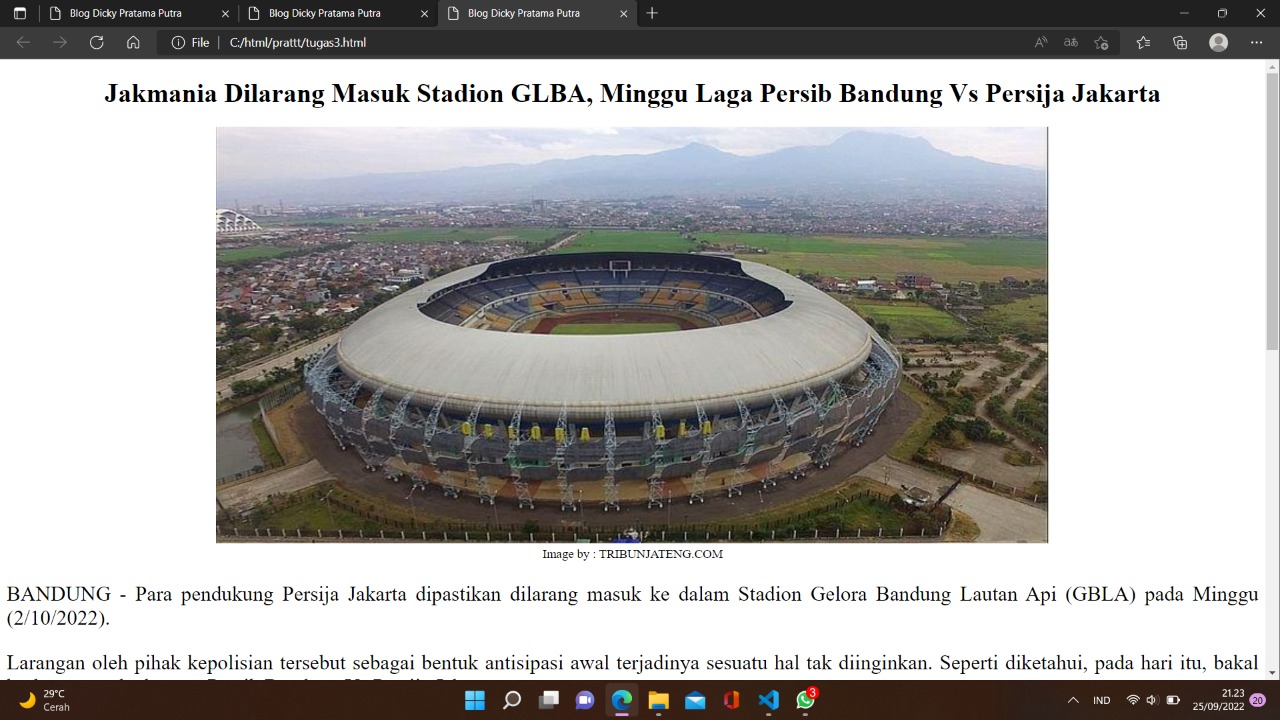 Blog Dicky Pratama Putra
Blog Dicky Pratama Putra
Blog Dicky Pratama Putra
File
C:/html/prattt/tugas3.html
Jakmania Dilarang Masuk Stadion GLBA, Minggu Laga Persib Bandung Vs Persija Jakarta
Image by : TRIBUNJATENG.COM
BANDUNG - Para pendukung Persija Jakarta dipastikan dilarang masuk ke dalam Stadion Gelora Bandung Lautan Api (GBLA) pada Minggu
(2/10/2022).
Larangan oleh pihak kepolisian tersebut sebagai bentuk antisipasi awal terjadinya sesuatu hal tak diinginkan. Seperti diketahui, pada hari itu, bakal
29°C
Cerah
3
IND
21.23
25/09/2022
20